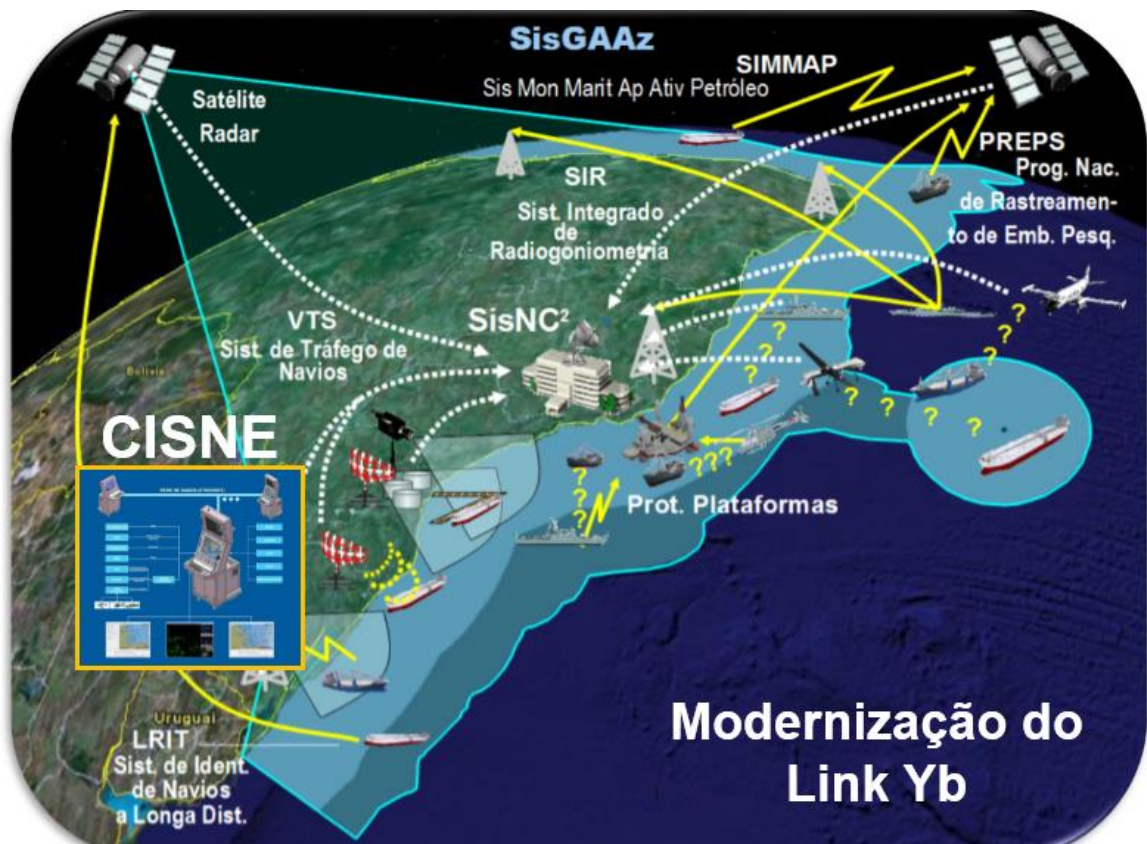 SisGAAz
SIMMAP
Sis Mon Marit Ap Ativ Petróleo
Satélite
Radar
PREPS
Prog. Nac.
de Rastreamen-
to de Emb. Pesq.
SIR
Sist. Integrado
de
Radiogoniometria
VTS
Sist. de Tráfego de
Navios
SisNC²
Bolivia
CISNE
? ? ?
? ? ?
? ? ? ? ?
? ? ? ?
???
Prot. Plataformas
Uruguai
LRIT
Sist. de Ident.
de Navios
a Longa Dist.
Modernização do
Link Yb